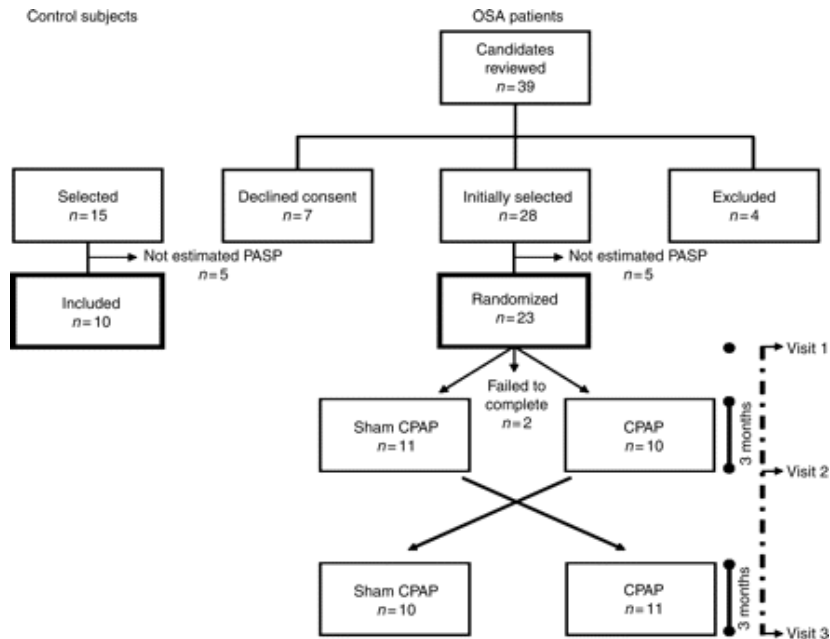 Control subjects
OSA patients
Candidates
reviewed
n=39
Selected
n=15
Declined consent
n=7
Initially selected
n=28
Excluded
n=4
Not estimated PASP
n=5
Not estimated PASP
n=5
Included
n=10
Randomized
n=23
Visit 1
Failed to
complete
n=2
Sham CPAP
n=11
CPAP
n=10
3 months
Visit 2
Sham CPAP
n=10
CPAP
n=11
3 months
Visit 3